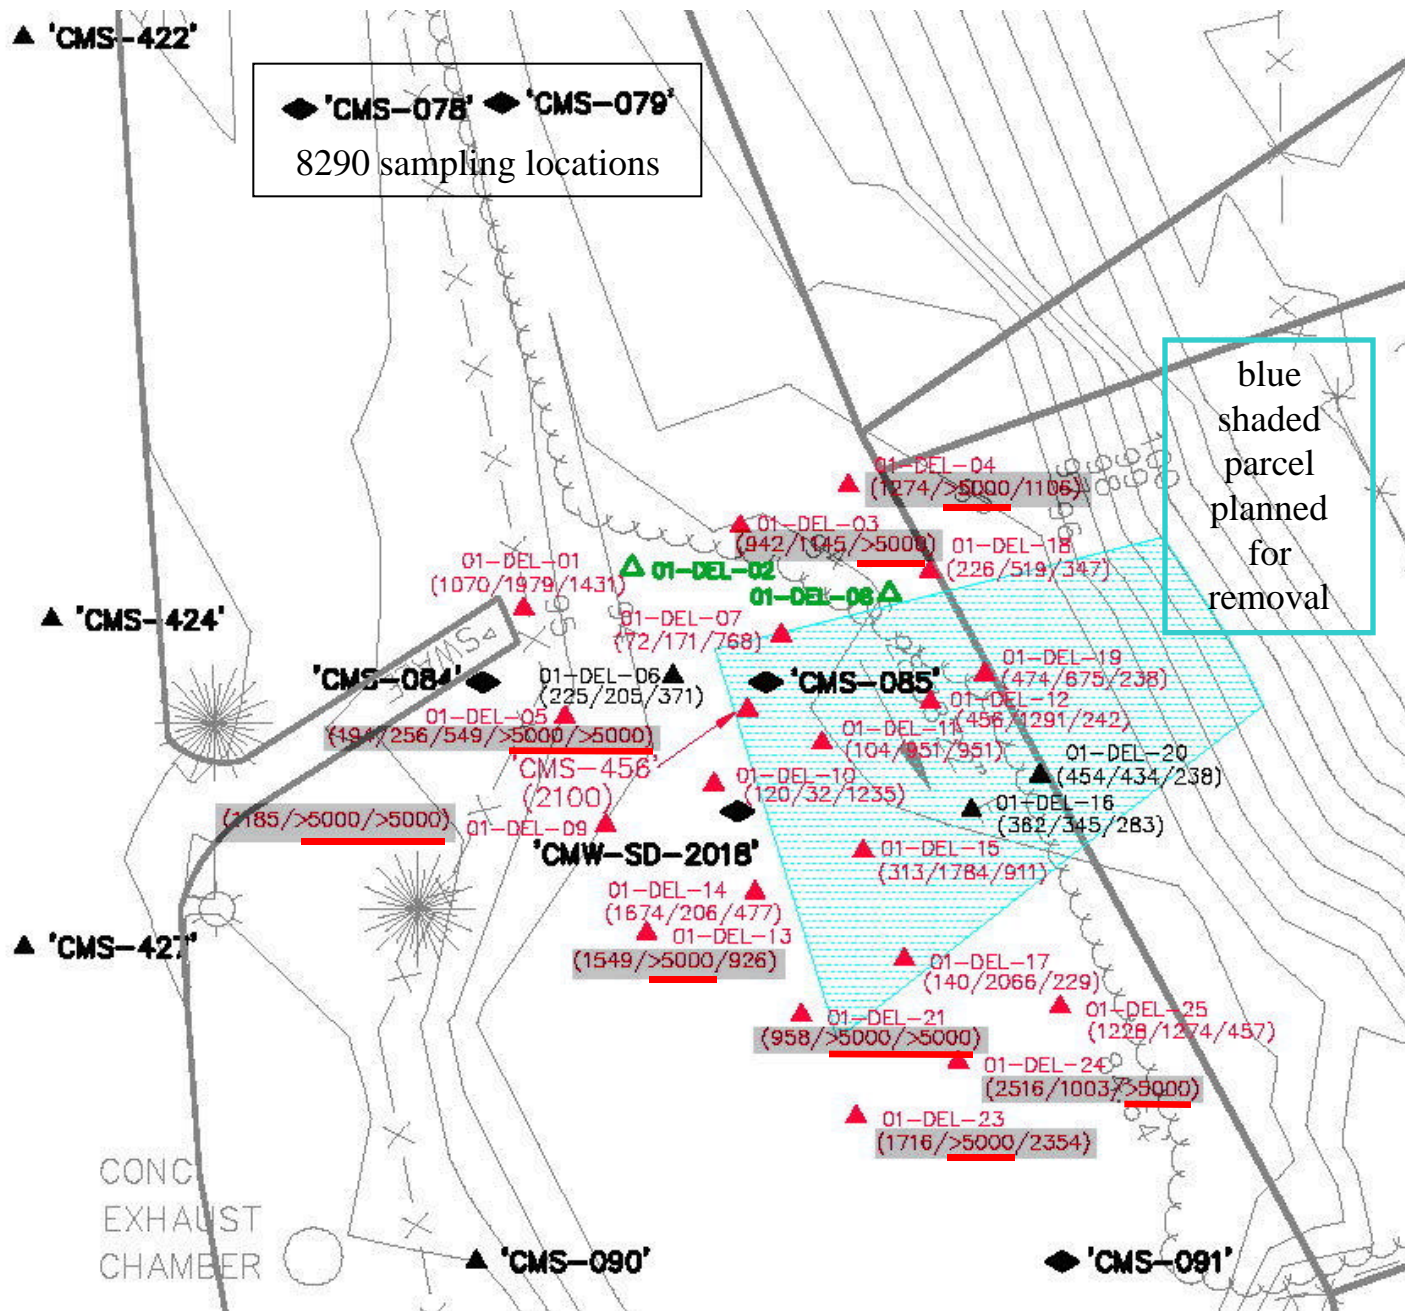 'CMS-422'
'CMS-078' 'CMS-079'
8290 sampling locations
blue
shaded
parcel
planned
for
removal
01-DEL-04
(1274/>5000/1106)
01-DEL-03
(942/1145/>5000)
01-DEL-18
(226/519/347)
01-DEL-01
(1070/1979/1431)
01-DEL-02
01-DEL-08
'CMS-424'
01-DEL-07
(72/171/768)
SWALE
'CMS-084'
01-DEL-06
(225/205/371)
'CMS-085'
01-DEL-19
(474/675/238)
01-DEL-12
(456/1291/242)
01-DEL-05
(194/256/549/>5000/>5000)
01-DEL-11
(104/951/951)
'CMS-456'
(2100)
01-DEL-20
(454/434/238)
01-DEL-10
(120/32/1235)
01-DEL-16
(382/345/283)
(1185/>5000/>5000)
01-DEL-09
'CMW-SD-2018'
01-DEL-15
(313/1784/911)
01-DEL-14
(1674/206/477)
'CMS-427'
01-DEL-13
(1549/>5000/926)
01-DEL-17
(140/2066/229)
01-DEL-25
(1228/1274/457)
01-DEL-21
(958/>5000/>5000)
01-DEL-24
(2516/1003/>5000)
01-DEL-23
(1716/>5000/2354)
CONC
EXHAUST
CHAMBER
'CMS-090'
'CMS-091'
95
996
100